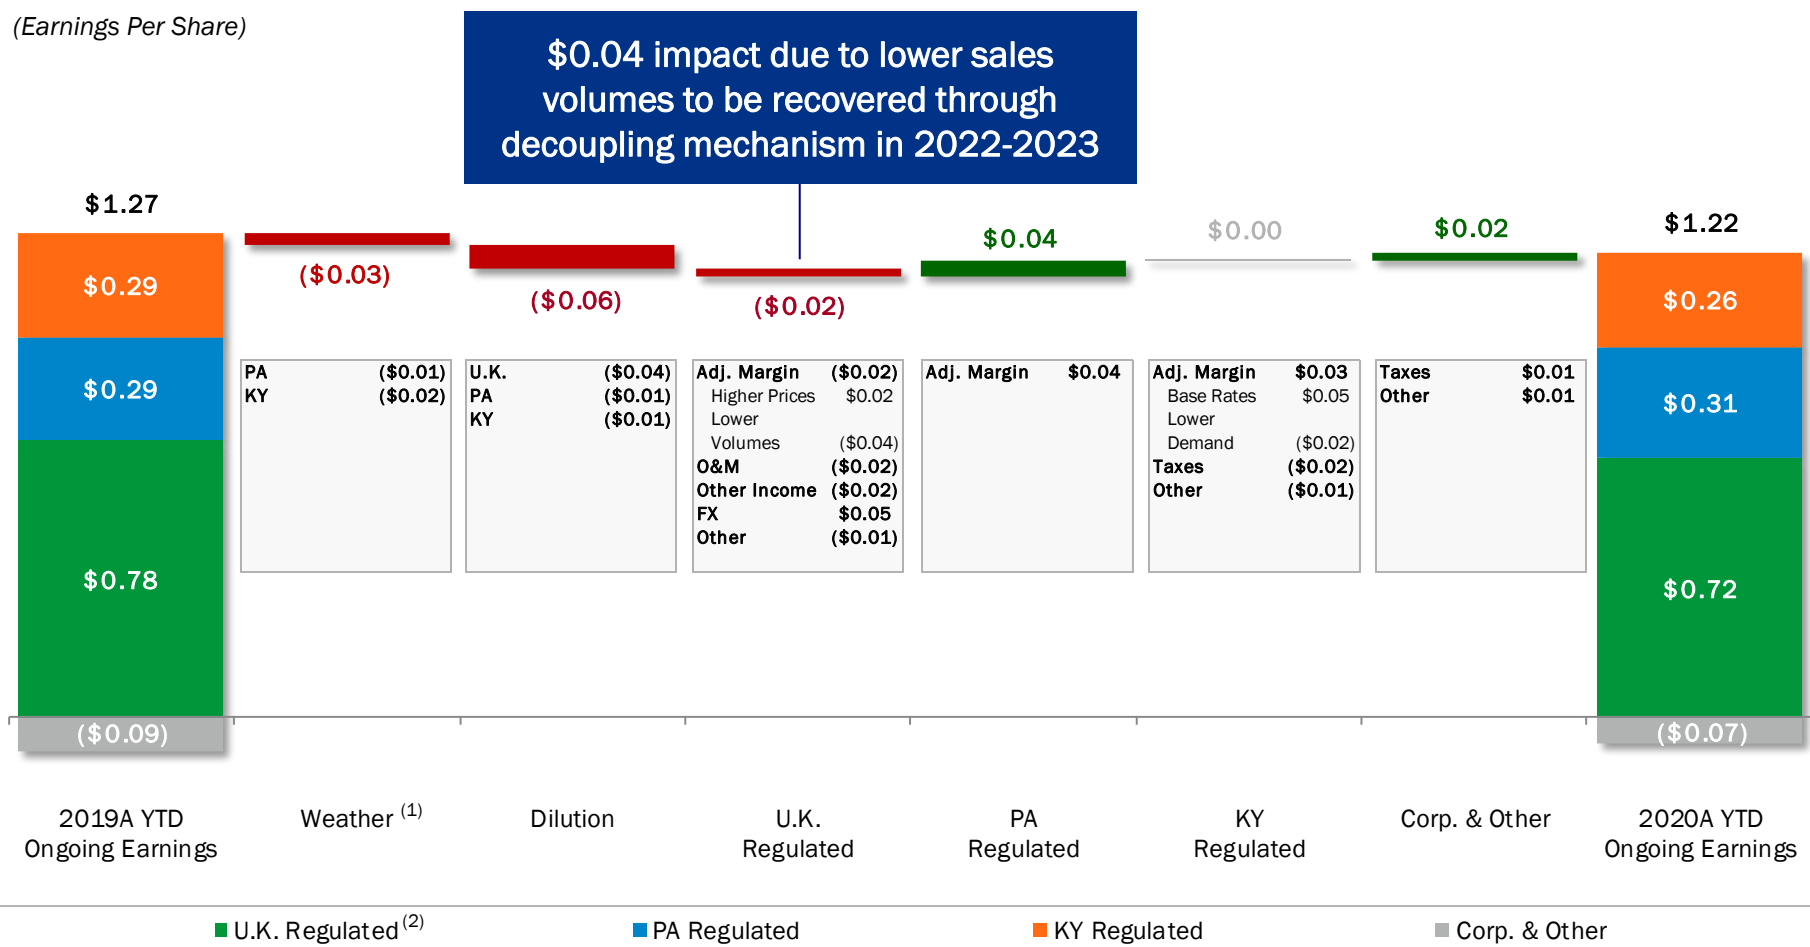 (Earnings Per Share)
$0.04 impact due to lower sales
volumes to be recovered through
decoupling mechanism in 2022-2023
$1.27
$0.29
$0.29
$0.78
($0.09)
($0.03)
PA ($0.01)
KY ($0.02)
($0.06)
U.K. ($0.04)
PA ($0.01)
KY ($0.01)
($0.02)
Adj. Margin ($0.02)
Higher Prices $0.02
Lower
Volumes ($0.04)
O&M ($0.02)
Other Income ($0.02)
FX $0.05
Other ($0.01)
$0.04
Adj. Margin $0.04
$0.00
Adj. Margin $0.03
Base Rates $0.05
Lower
Demand ($0.02)
Taxes ($0.02)
Other ($0.01)
$0.02
Taxes $0.01
Other $0.01
$1.22
$0.26
$0.31
$0.72
($0.07)
2019A YTD
Ongoing Earnings
Weather (1)
Dilution
U.K.
Regulated
PA
Regulated
KY
Regulated
Corp. & Other
2020A YTD
Ongoing Earnings
U.K. Regulated (2)
PA Regulated
KY Regulated
Corp. & Other